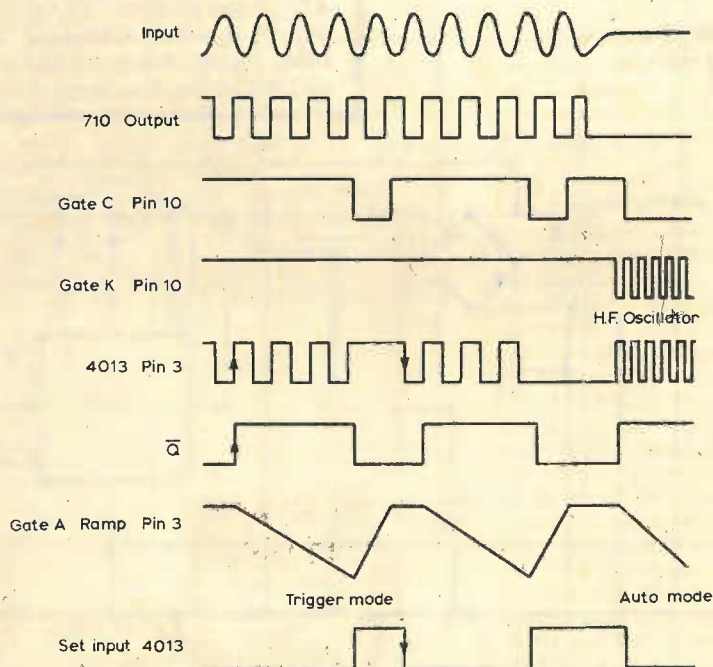 Input
710 Output
Gate C Pin 10
Gate K Pin 10
H.F. Oscillator
4013 Pin 3
Q
Gate A Ramp Pin 3
Trigger mode
Auto mode
Set input 4013